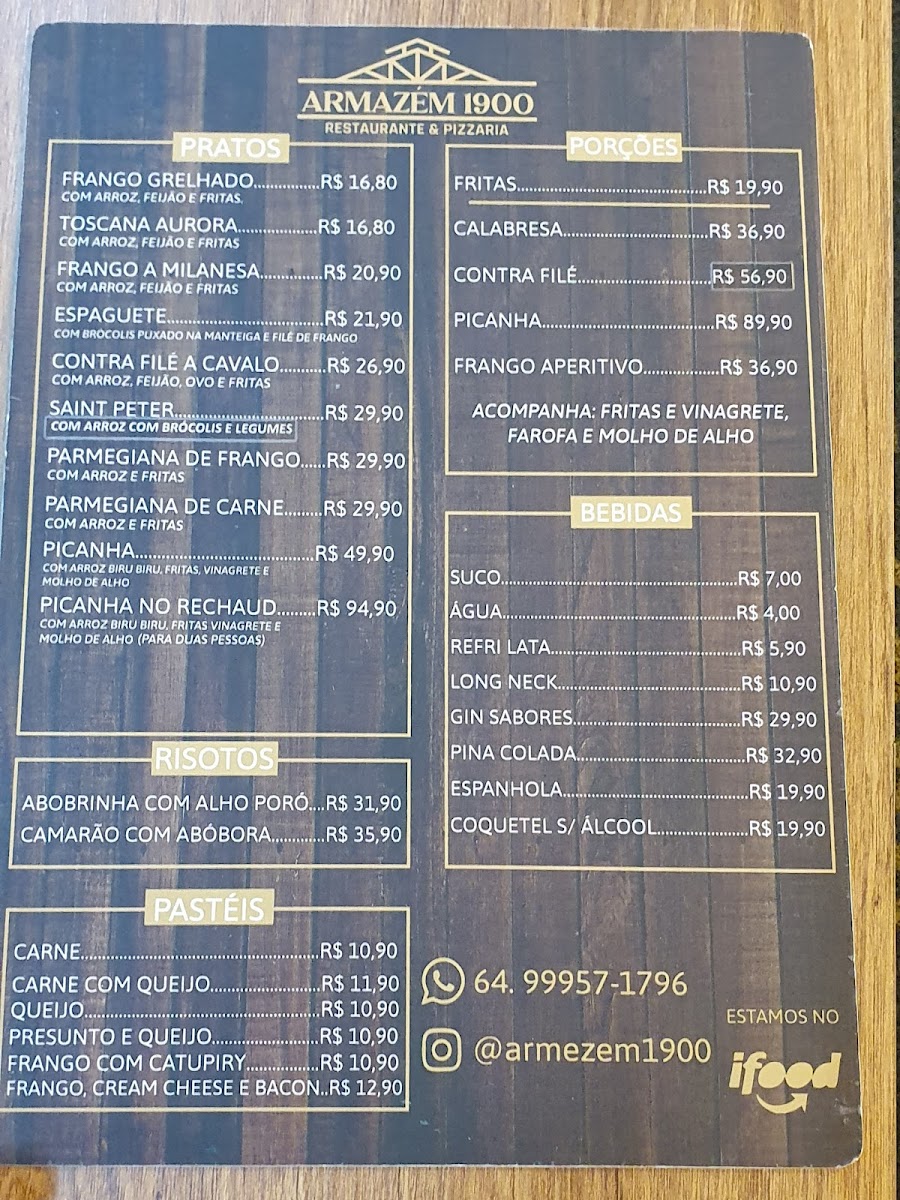 ARMAZÉM 1900
RESTAURANTE & PIZZARIA
PRATOS
FRANGO GRELHADO..................R$ 16,80
COM ARROZ, FEIJÃO E FRITAS.
TOSCANA AURORA..................R$ 16,80
COM ARROZ, FEIJÃO E FRITAS
FRANGO A MILANESA..............R$ 20,90
COM ARROZ, FEIJÃO E FRITAS
ESPAGUETE...............................R$ 21,90
COM BRÓCOLIS PUXADO NA MANTEIGA E FILÉ DE FRANGO
CONTRA FILÉ A CAVALO..........R$ 26,90
COM ARROZ, FEIJÃO, OVO E FRITAS
SAINT PETER..............................R$ 29,90
COM ARROZ COM BRÓCOLIS E LEGUMES
PARMEGIANA DE FRANGO......R$ 29,90
COM ARROZ E FRITAS
PARMEGIANA DE CARNE.........R$ 29,90
COM ARROZ E FRITAS
PICANHA....................................R$ 49,90
COM ARROZ BIRU BIRU, FRITAS, VINAGRETE E
MOLHO DE ALHO
PICANHA NO RECHAUD.........R$ 94,90
COM ARROZ BIRU BIRU, FRITAS VINAGRETE E
MOLHO DE ALHO (PARA DUAS PESSOAS)
RISOTOS
ABOBRINHA COM ALHO PORÓ...R$ 31,90
CAMARÃO COM ABÓBORA...........R$ 35,90
PASTÉIS
CARNE................................................R$ 10,90
CARNE COM QUEIJO......................R$ 11,90
QUEIJO...............................................R$ 10,90
PRESUNTO E QUEIJO.....................R$ 10,90
FRANGO COM CATUPIRY..............R$ 10,90
FRANGO, CREAM CHEESE E BACON..R$ 12,90
PORÇÕES
FRITAS.......................................R$ 19,90
CALABRESA..............................R$ 36,90
CONTRA FILÉ...........................R$ 56,90
PICANHA...................................R$ 89,90
FRANGO APERITIVO................R$ 36,90
ACOMPANHA: FRITAS E VINAGRETE,
FAROFA E MOLHO DE ALHO
BEBIDAS
SUCO................................................R$ 7,00
ÁGUA................................................R$ 4,00
REFRI LATA.......................................R$ 5,90
LONG NECK.....................................R$ 10,90
GIN SABORES..................................R$ 29,90
PINA COLADA..................................R$ 32,90
ESPANHOLA.....................................R$ 19,90
COQUETEL S/ ÁLCOOL...................R$ 19,90
64. 99957-1796
@armezem1900
ESTAMOS NO
ifood